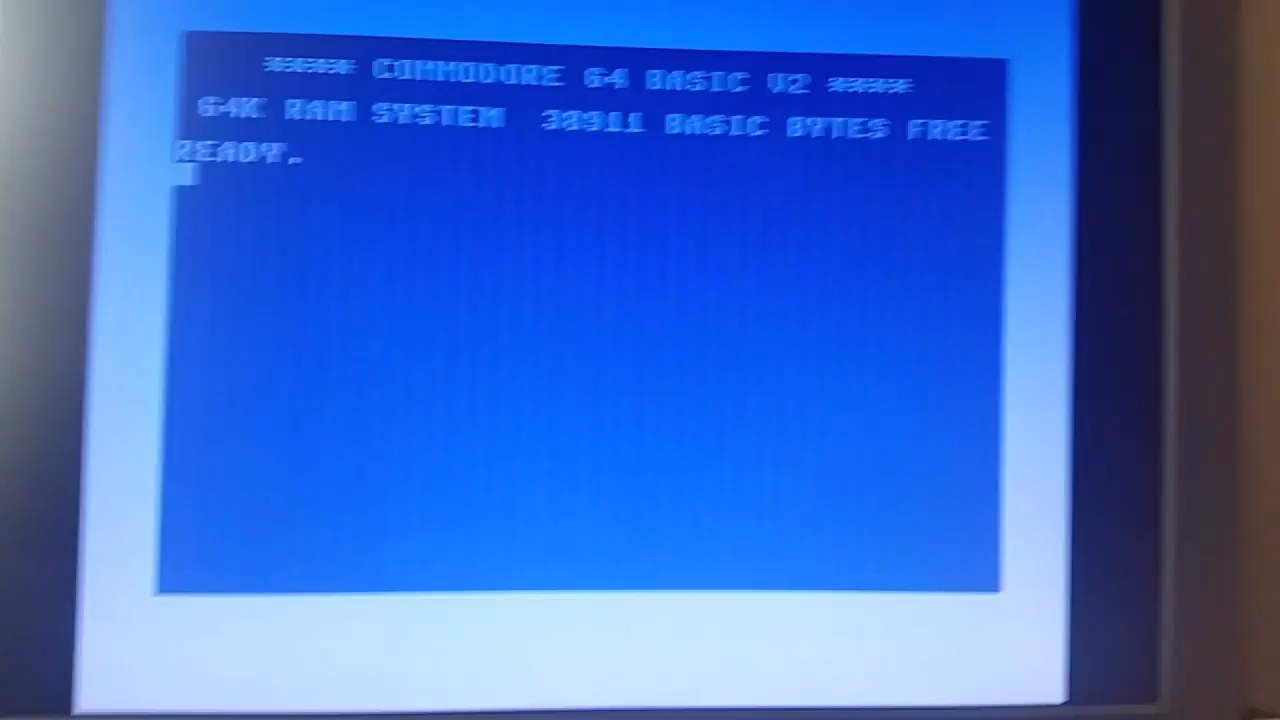 **** COMMODORE 64 BASIC V2 ****
64K RAM SYSTEM 38911 BASIC BYTES FREE
READY.